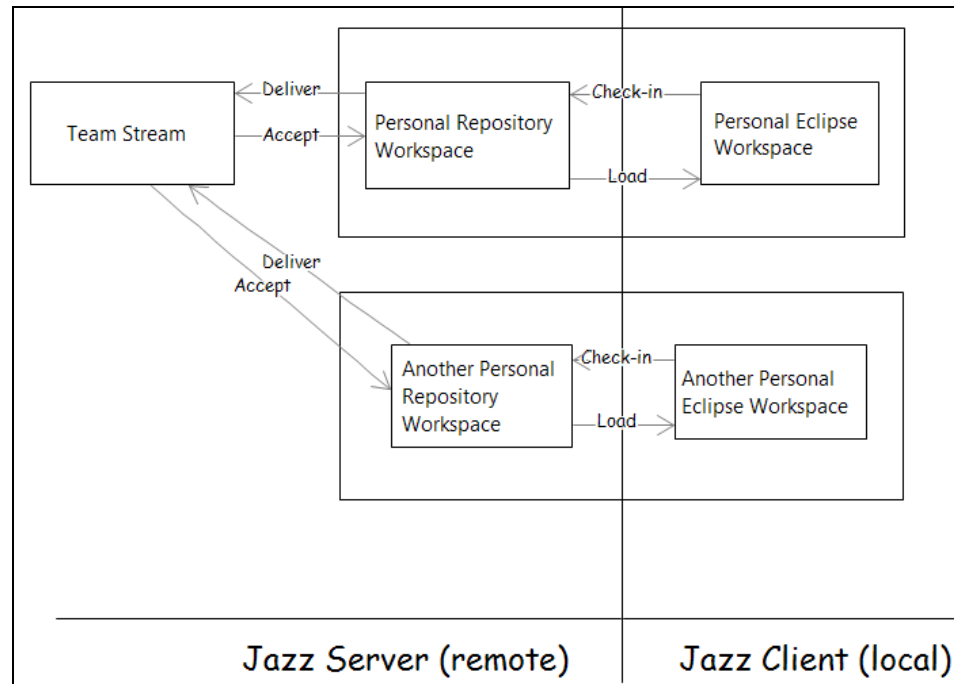 Deliver
Check-in
Team Stream
Accept
Personal Repository
Workspace
Personal Eclipse
Workspace
Load
Deliver
Accept
Check-in
Another Personal
Repository
Workspace
Another Personal
Eclipse Workspace
Load
Jazz Server (remote)
Jazz Client (local)